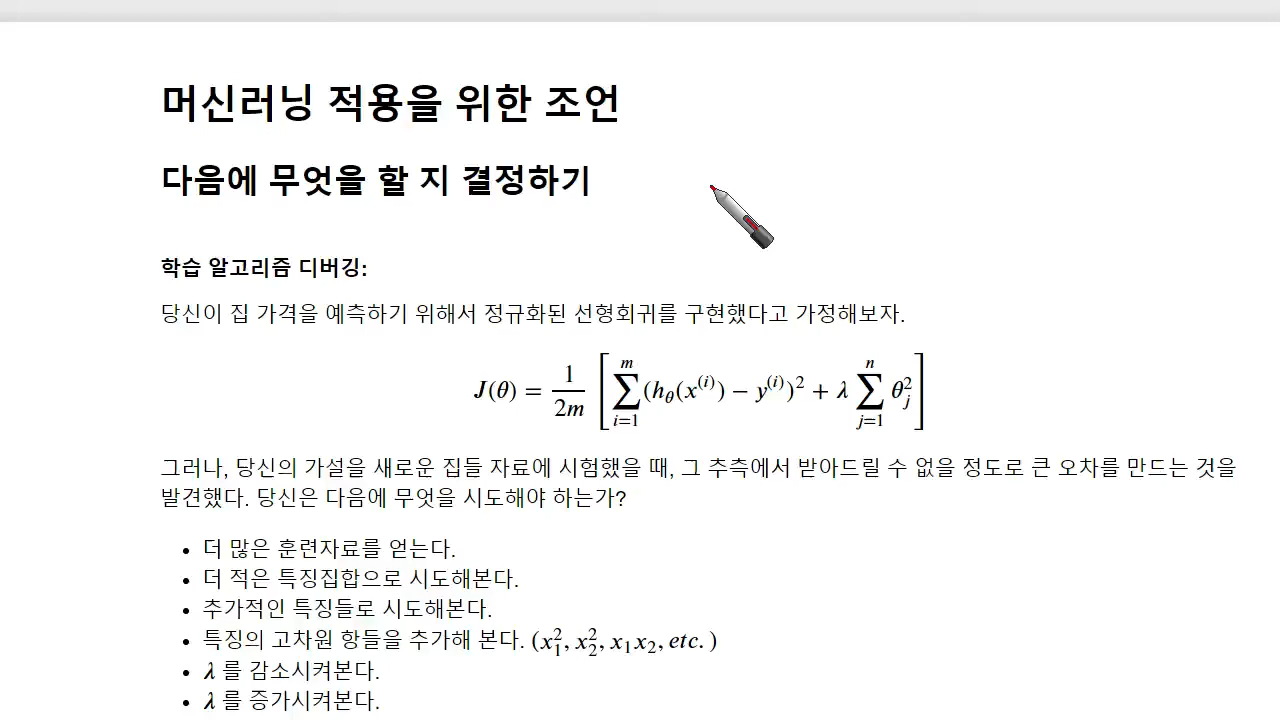 머신러닝 적용을 위한 조언
다음에 무엇을 할 지 결정하기
학습 알고리즘 디버깅:
당신이 집 가격을 예측하기 위해서 정규화된 선형회귀를 구현했다고 가정해보자.
J(θ) = \frac{1}{2m} \left[ \sum_{i=1}^{m} (h_θ(x^{(i)}) − y^{(i)})^2 + λ \sum_{j=1}^{n} θ_j^2 \right]
그러나, 당신의 가설을 새로운 집들 자료에 시험했을 때, 그 추측에서 받아드릴 수 없을 정도로 큰 오차를 만드는 것을
발견했다. 당신은 다음에 무엇을 시도해야 하는가?
• 더 많은 훈련자료를 얻는다.
• 더 적은 특징집합으로 시도해본다.
• 추가적인 특징들로 시도해본다.
• 특징의 고차원 항들을 추가해 본다. (x_1^2, x_2^2, x_1x_2, etc. )
• λ 를 감소시켜본다.
• λ 를 증가시켜본다.